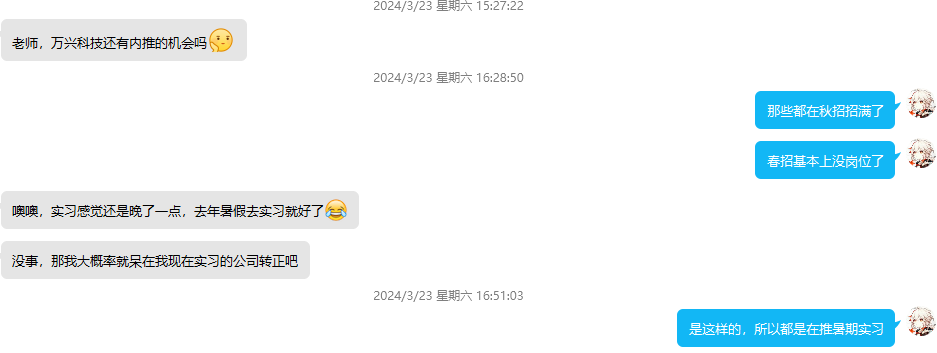 2024/3/23 星期六 15:27:22
老师，万兴科技还有内推的机会吗
2024/3/23 星期六 16:28:50
那些都在秋招招满了
春招基本上没岗位了
噢噢，实习感觉还是晚了一点，去年暑假去实习就好了
没事，那我大概率就呆在我现在实习的公司转正吧
2024/3/23 星期六 16:51:03
是这样的，所以都是在推暑期实习